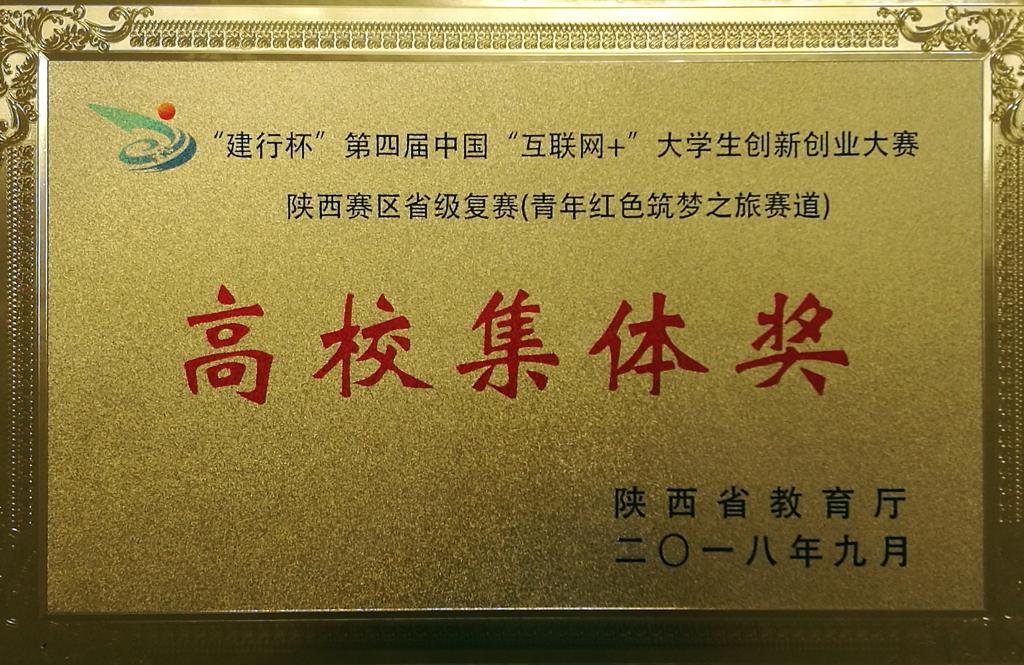 “建行杯”第四届中国“互联网+”大学生创新创业大赛
陕西赛区省级复赛(青年红色筑梦之旅赛道)
高校集体奖
陕西省教育厅
二〇一八年九月